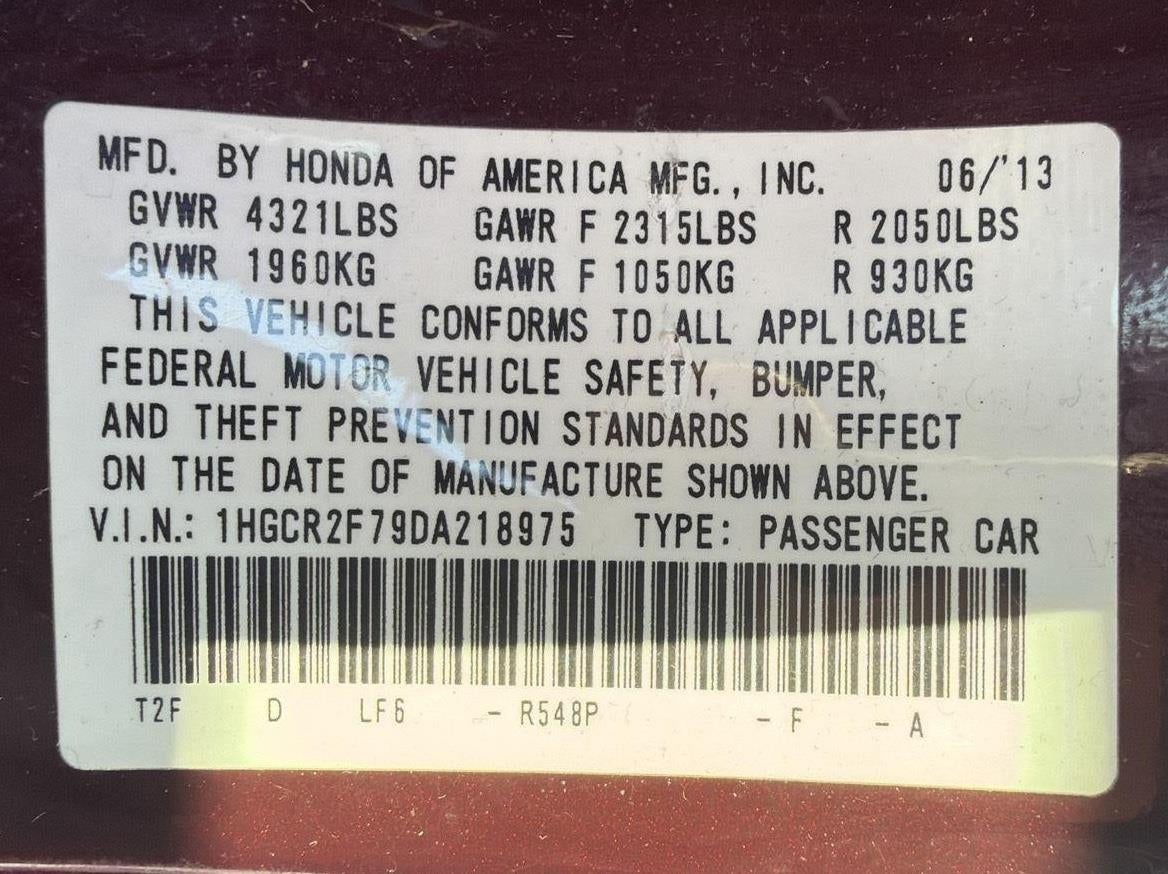 MFD. BY HONDA OF AMERICA MFG., INC. 06/'13
GVWR 4321LBS GAWR F 2315LBS R 2050LBS
GVWR 1960KG GAWR F 1050KG R 930KG
THIS VEHICLE CONFORMS TO ALL APPLICABLE
FEDERAL MOTOR VEHICLE SAFETY, BUMPER,
AND THEFT PREVENTION STANDARDS IN EFFECT
ON THE DATE OF MANUFACTURE SHOWN ABOVE.
V.I.N.: 1HGCR2F79DA218975 TYPE: PASSENGER CAR
T2F D LF6 - R548P - F - A